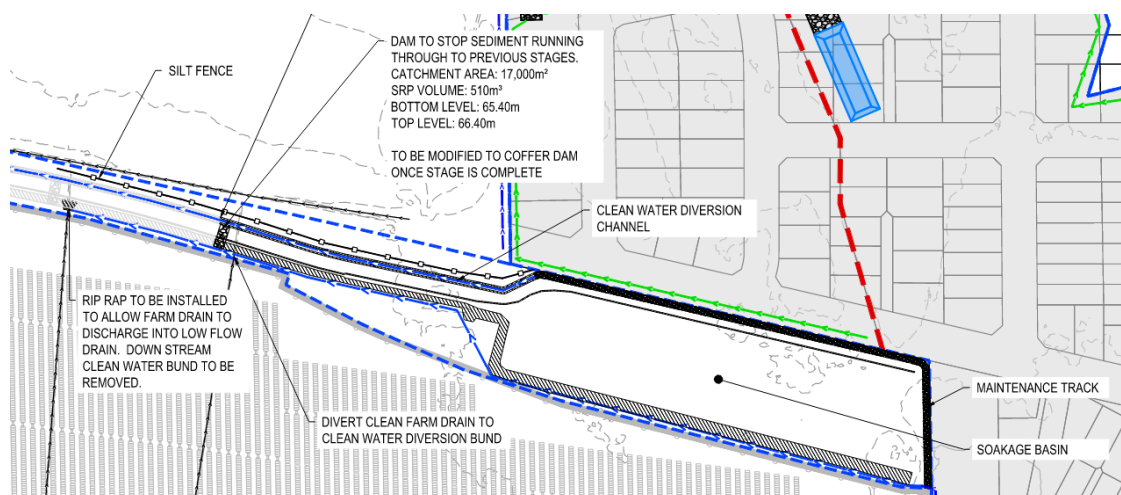 DAM TO STOP SEDIMENT RUNNING
THROUGH TO PREVIOUS STAGES.
CATCHMENT AREA: 17,000m²
SRP VOLUME: 510m³
BOTTOM LEVEL: 65.40m
TOP LEVEL: 66.40m
TO BE MODIFIED TO COFFER DAM
ONCE STAGE IS COMPLETE
SILT FENCE
CLEAN WATER DIVERSION
CHANNEL
RIP RAP TO BE INSTALLED
TO ALLOW FARM DRAIN TO
DISCHARGE INTO LOW FLOW
DRAIN. DOWN STREAM
CLEAN WATER BUND TO BE
REMOVED.
DIVERT CLEAN FARM DRAIN TO
CLEAN WATER DIVERSION BUND
MAINTENANCE TRACK
SOAKAGE BASIN